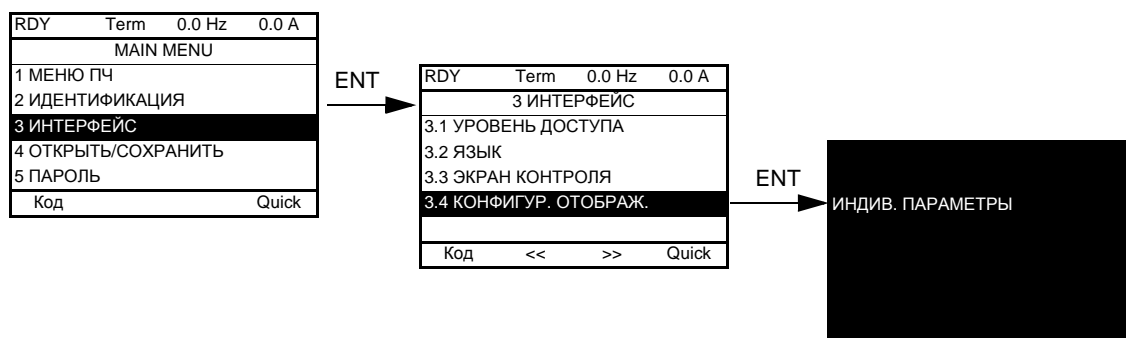 RDY Term 0.0 Hz 0.0 A
MAIN MENU
1 МЕНЮ ПЧ
2 ИДЕНТИФИКАЦИЯ
3 ИНТЕРФЕЙС
4 ОТКРЫТЬ/СОХРАНИТЬ
5 ПАРОЛЬ
Код Quick
ENT
RDY Term 0.0 Hz 0.0 A
3 ИНТЕРФЕЙС
3.1 УРОВЕНЬ ДОСТУПА
3.2 ЯЗЫК
3.3 ЭКРАН КОНТРОЛЯ
3.4 КОНФИГУР. ОТОБРАЖ.
Код << >> Quick
ENT
ИНДИВ. ПАРАМЕТРЫ